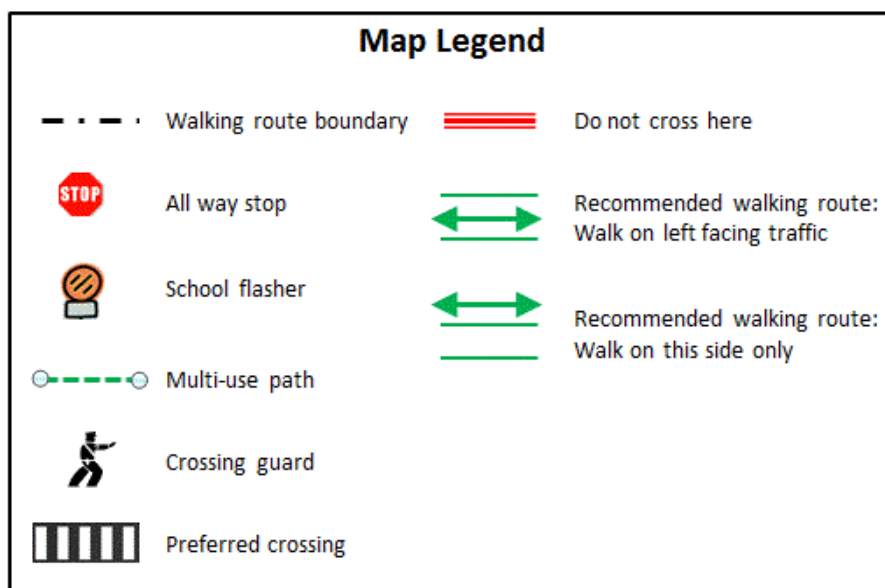 Map Legend
Walking route boundary
Do not cross here
STOP
All way stop
Recommended walking route:
Walk on left facing traffic
School flasher
Recommended walking route:
Walk on this side only
Multi-use path
Crossing guard
Preferred crossing